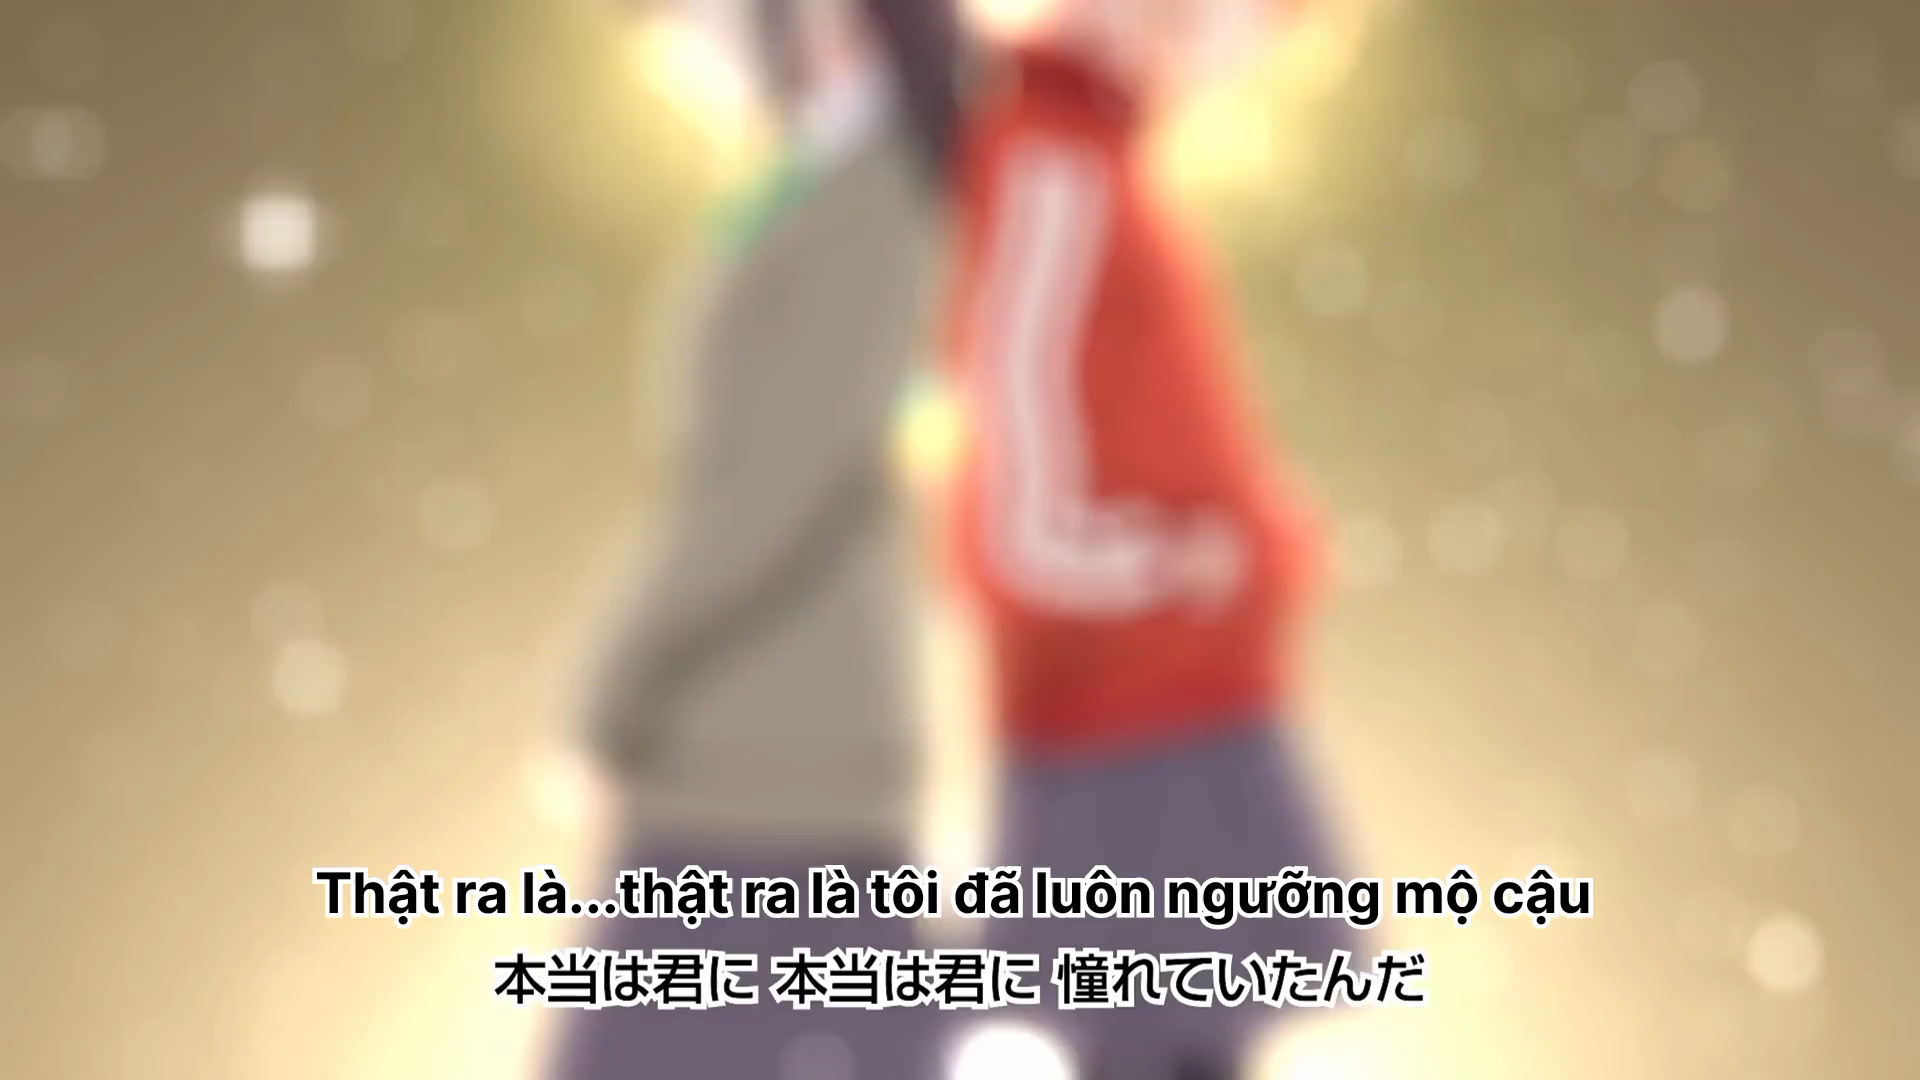 Thật ra là...thật ra là tôi đã luôn ngưỡng mộ cậu
本当は君に 本当は君に 憧れていたんだ